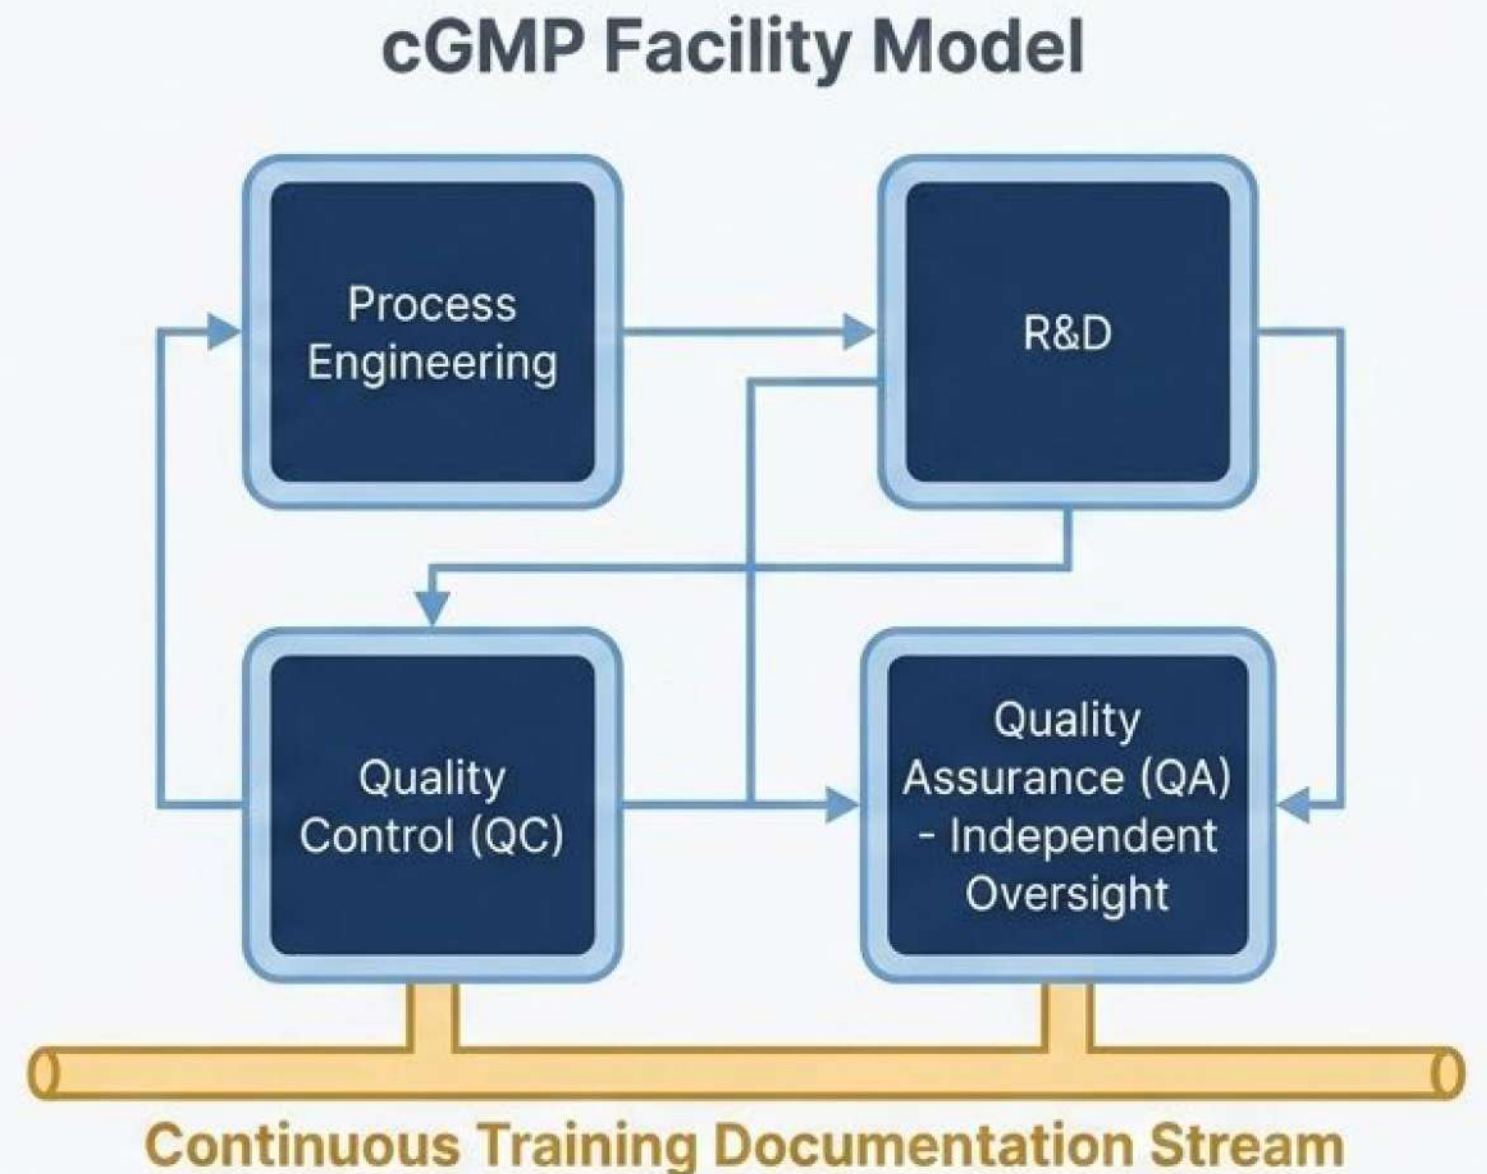 cGMP Facility Model
Process
Engineering
R&D
Quality
Control (QC)
Quality
Assurance (QA)
- Independent
Oversight
Continuous Training Documentation Stream